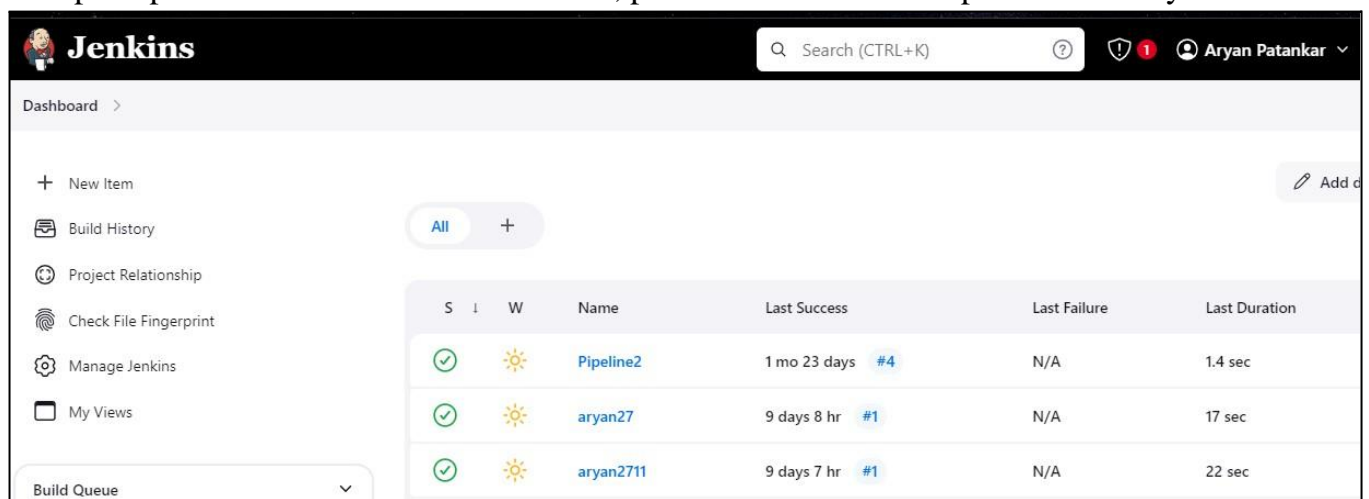 Jenkins
Search (CTRL+K)
1
Aryan Patankar
Dashboard
New Item
Build History
Project Relationship
Check File Fingerprint
Manage Jenkins
My Views
Build Queue
Add d
All +
S ↓ W Name Last Success Last Failure Last Duration
Pipeline2 1 mo 23 days #4 N/A 1.4 sec
aryan27 9 days 8 hr #1 N/A 17 sec
aryan2711 9 days 7 hr #1 N/A 22 sec